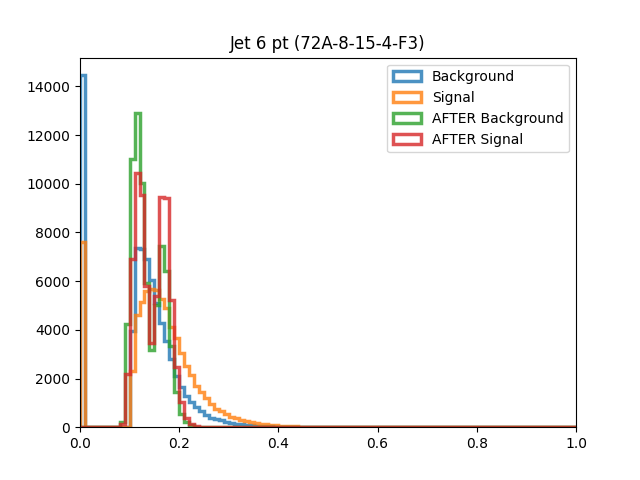 Jet 6 pt (72A-8-15-4-F3)
Background
Signal
AFTER Background
AFTER Signal
14000
12000
10000
8000
6000
4000
2000
0
0.0 0.2 0.4 0.6 0.8 1.0